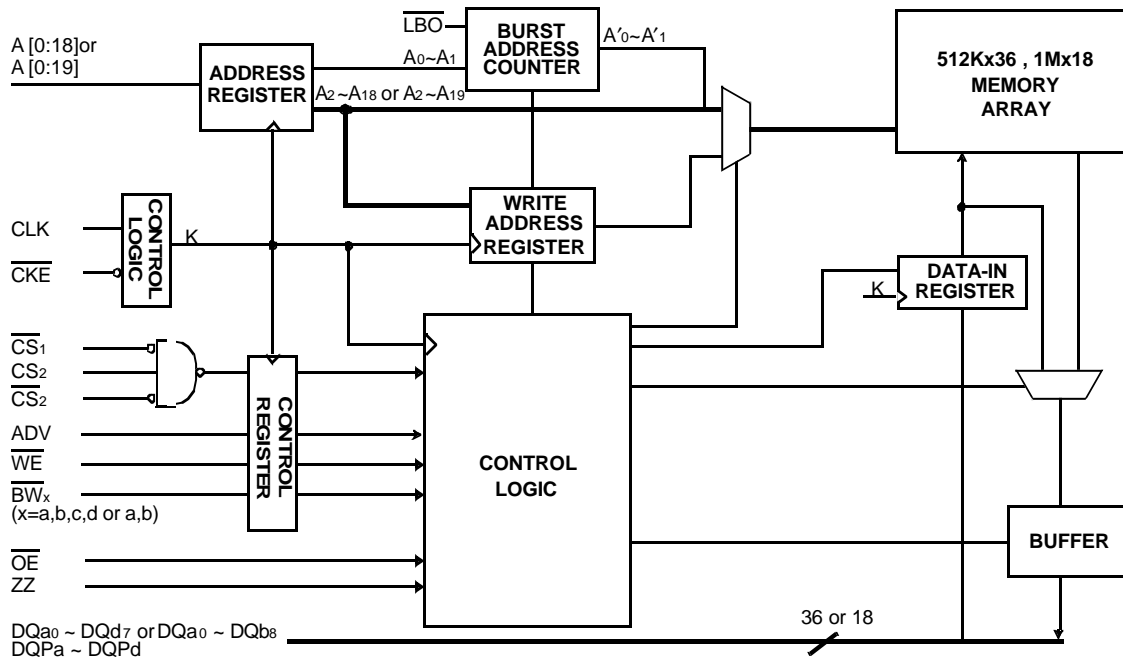 LBO
BURST
ADDRESS
COUNTER
A′0~A′1
A [0:18]or
A [0:19]
ADDRESS
REGISTER
A0~A1
A2~A18 or A2~A19
512Kx36 , 1Mx18
MEMORY
ARRAY
WRITE
ADDRESS
REGISTER
CLK
CKE
CONTROL
LOGIC
K
DATA-IN
REGISTER
K
CS1
CS2
CS2
ADV
WE
BWx
(x=a,b,c,d or a,b)
CONTROL
REGISTER
CONTROL
LOGIC
BUFFER
OE
ZZ
DQa0 ~ DQd7 or DQa0 ~ DQb8
DQPa ~ DQPd
36 or 18